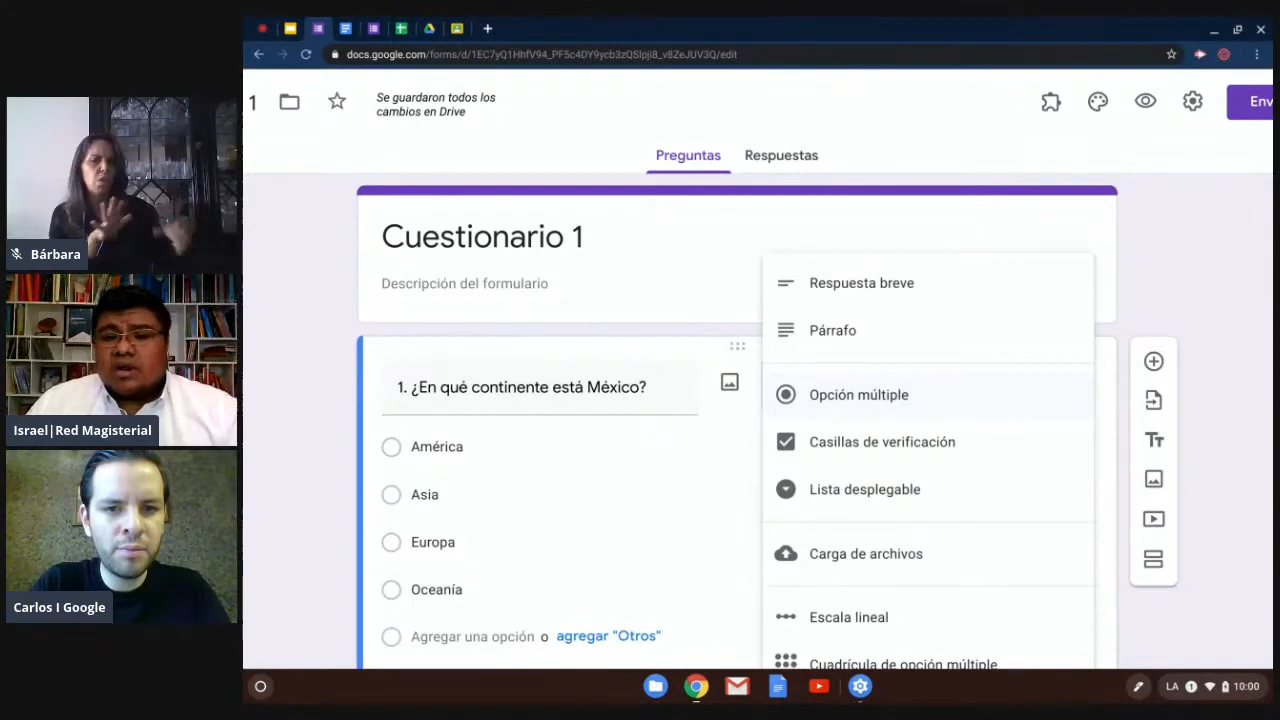 docs.google.com/forms/d/1EC7yQ1HhfV94_PF5c4DY9ycb3zQSlpji8_v8ZeJUV3Q/edit
1
Se guardaron todos los
cambios en Drive
Env
Preguntas
Respuestas
Cuestionario 1
Descripción del formulario
1. ¿En qué continente está México?
América
Asia
Europa
Oceanía
Agregar una opción o agregar "Otros"
Respuesta breve
Párrafo
Opción múltiple
Casillas de verificación
Lista desplegable
Carga de archivos
Escala lineal
Cuadrícula de opción múltiple
Tт
Bárbara
Israel|Red Magisterial
Carlos I Google
LA 1 10:00